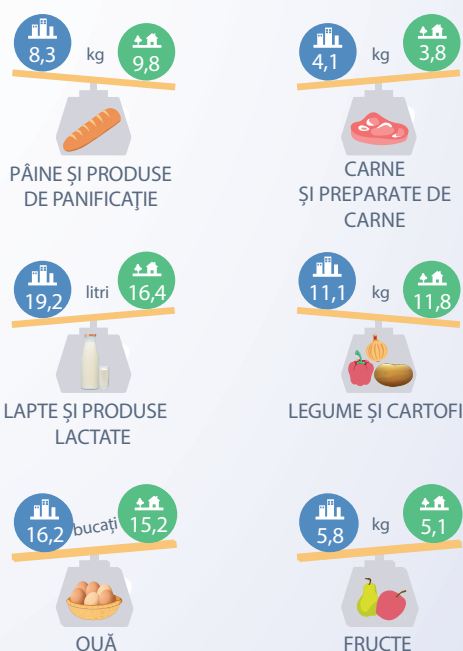 8,3 kg 9,8
PÂINE ȘI PRODUSE
DE PANIFICAŢIE
4,1 kg 3,8
CARNE
ȘI PREPARATE DE
CARNE
19,2 litri 16,4
LAPTE ȘI PRODUSE
LACTATE
11,1 kg 11,8
LEGUME ȘI CARTOFI
16,2 bucați 15,2
OUĂ
5,8 kg 5,1
FRUCTE